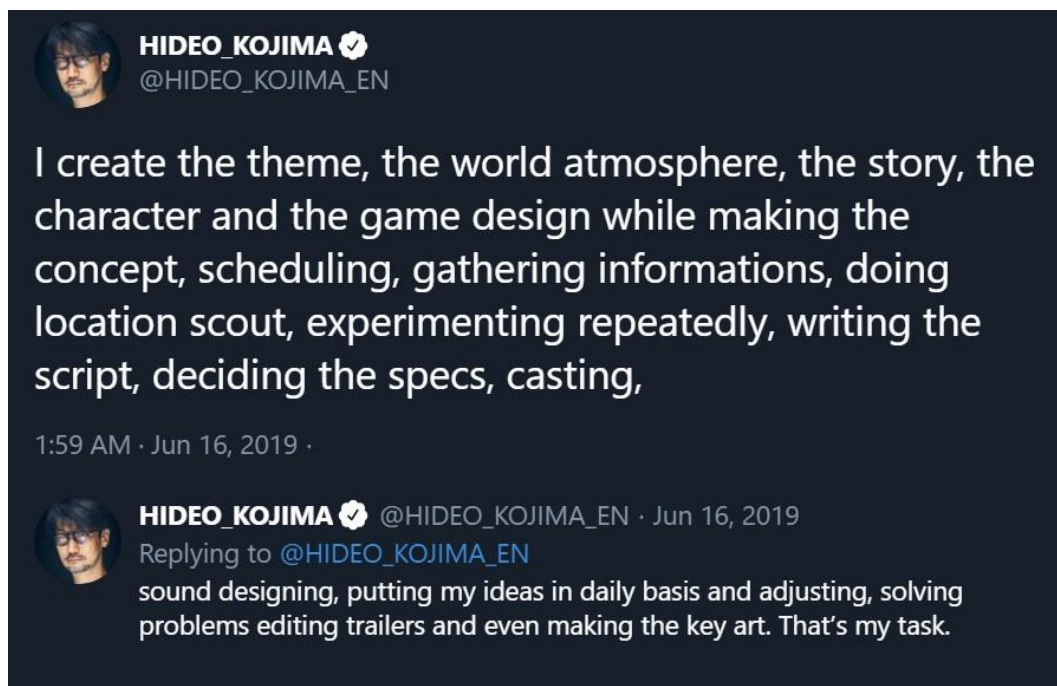 HIDEO_KOJIMA
@HIDEO_KOJIMA_EN
I create the theme, the world atmosphere, the story, the
character and the game design while making the
concept, scheduling, gathering informations, doing
location scout, experimenting repeatedly, writing the
script, deciding the specs, casting,
1:59 AM · Jun 16, 2019 ·
HIDEO_KOJIMA @HIDEO_KOJIMA_EN · Jun 16, 2019
Replying to @HIDEO_KOJIMA_EN
sound designing, putting my ideas in daily basis and adjusting, solving
problems editing trailers and even making the key art. That’s my task.